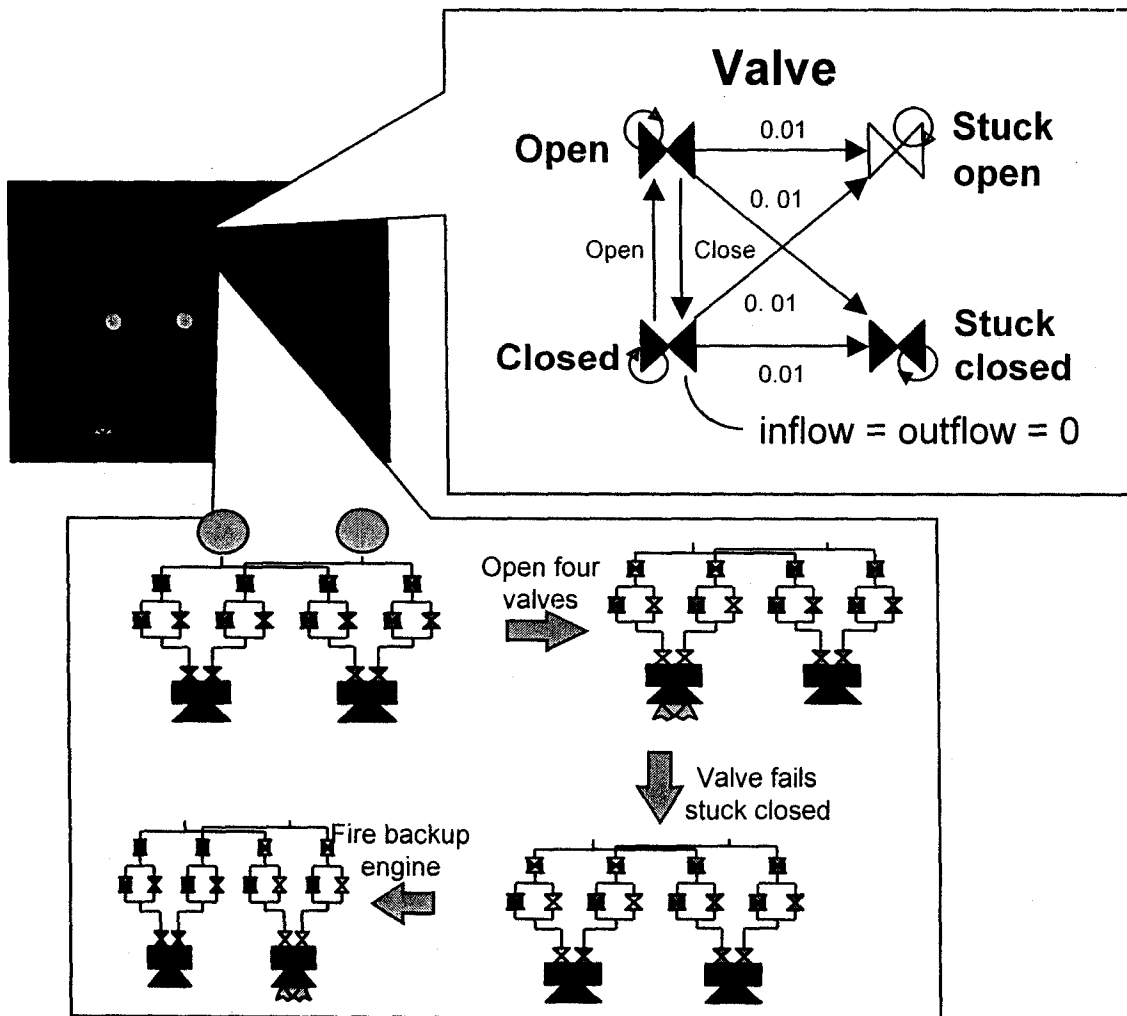 Valve
Open
0.01
Stuck
open
0. 01
Open
Close
0. 01
Closed
0.01
Stuck
closed
inflow = outflow = 0
Open four
valves
Valve fails
stuck closed
Fire backup
engine